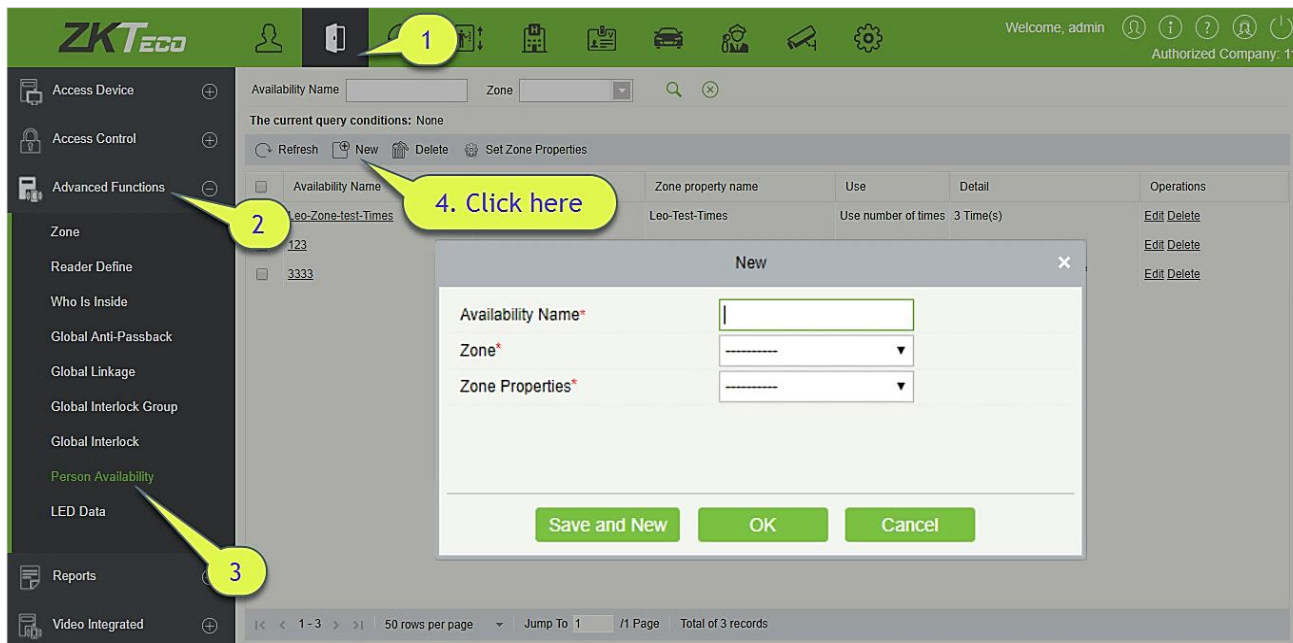 ZKTECO
1
Welcome, admin
Authorized Company: 1
Access Device
Access Control
Advanced Functions
2
Zone
Reader Define
Who Is Inside
Global Anti-Passback
Global Linkage
Global Interlock Group
Global Interlock
Person Availability
LED Data
3
Reports
Video Integrated
Availability Name Zone
The current query conditions: None
Refresh New Delete Set Zone Properties
4. Click here
Availability Name Zone property name Use Detail Operations
Leo-Zone-test-Times Leo-Test-Times Use number of times 3 Time(s) Edit Delete
123 Edit Delete
3333 Edit Delete
New
Availability Name*
Zone* ----------
Zone Properties* ----------
Save and New OK Cancel
1-3 50 rows per page Jump To 1 /1 Page Total of 3 records